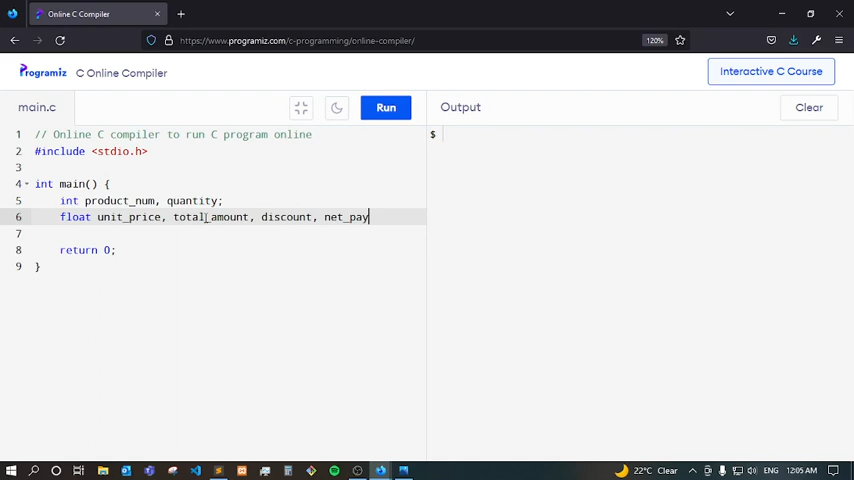 Online C Compiler
https://www.programiz.com/c-programming/online-compiler/
120%
Programiz
C Online Compiler
Interactive C Course
main.c
Run
Output
Clear
1 // Online C compiler to run C program online
2 #include <stdio.h>
3
4 int main() {
5 int product_num, quantity;
6 float unit_price, total_amount, discount, net_pay
7
8 return 0;
9 }
$
22°C Clear
ENG
12:05 AM